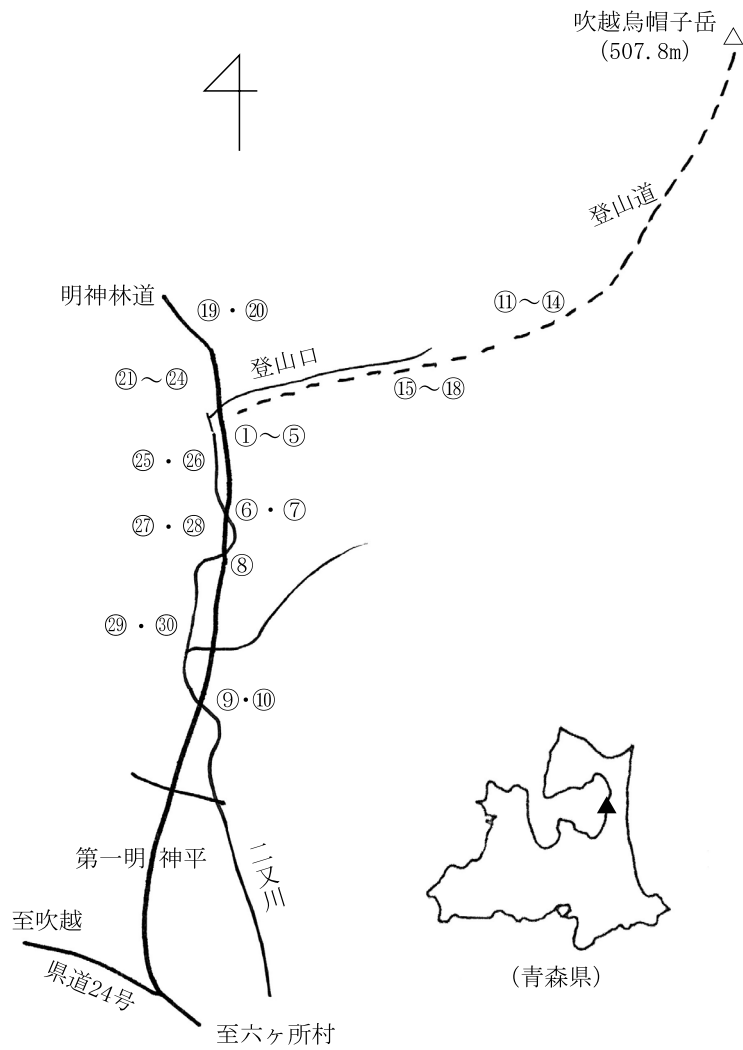 吹越烏帽子岳
(507.8m)
登山道
明神林道
⑲・⑳
⑪～⑭
登山口
㉑～㉔
⑮～⑱
①～⑤
㉕・㉖
⑥・⑦
㉗・㉘
⑧
㉙・㉚
⑨・⑩
第一明神平
二又川
至吹越
県道24号
(青森県)
至六ヶ所村